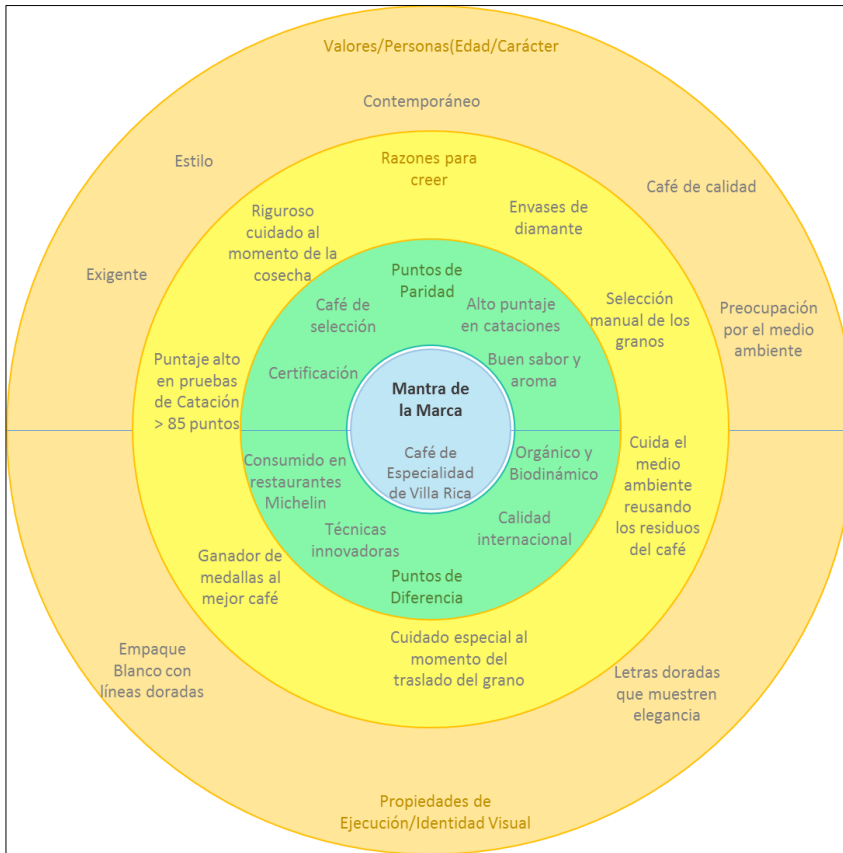 Valores/Personas(Edad/Carácter
Contemporáneo
Estilo
Exigente
Café de calidad
Preocupación
por el medio
ambiente
Razones para
creer
Riguroso
cuidado al
momento de la
cosecha
Envases de
diamante
Selección
manual de los
granos
Puntaje alto
en pruebas
de Catación
> 85 puntos
Puntos de
Paridad
Café de
selección
Alto puntaje
en cataciones
Certificación
Buen sabor y
aroma
Mantra de
la Marca
Café de
Especialidad
de Villa Rica
Consumido en
restaurantes
Michelin
Orgánico y
Biodinámico
Técnicas
innovadoras
Calidad
internacional
Puntos de
Diferencia
Cuida el
medio
ambiente
reusando
los residuos
del café
Ganador de
medallas al
mejor café
Cuidado especial al
momento del
traslado del grano
Empaque
Blanco con
líneas doradas
Letras doradas
que muestren
elegancia
Propiedades de
Ejecución/Identidad Visual